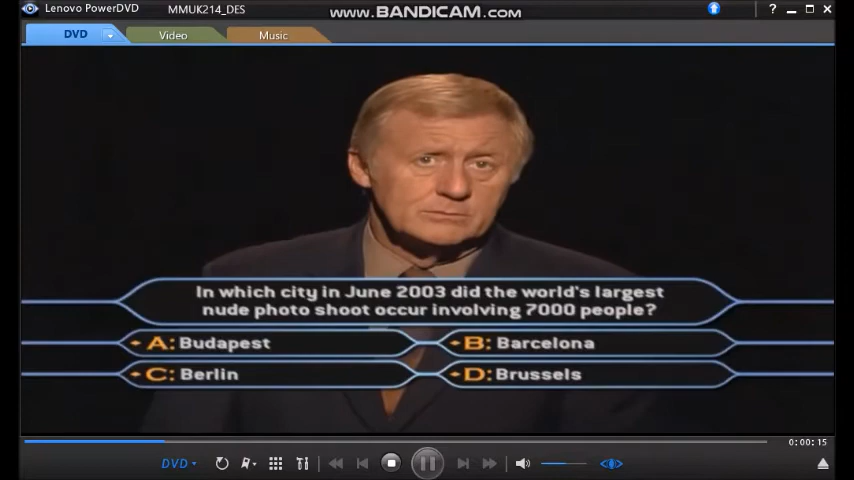 Lenovo PowerDVD
MMUK214_DES
www.BANDICAM.com
?
DVD
Video
Music
In which city in June 2003 did the world's largest
nude photo shoot occur involving 7000 people?
A: Budapest
B: Barcelona
C: Berlin
D: Brussels
0:00:15
DVD